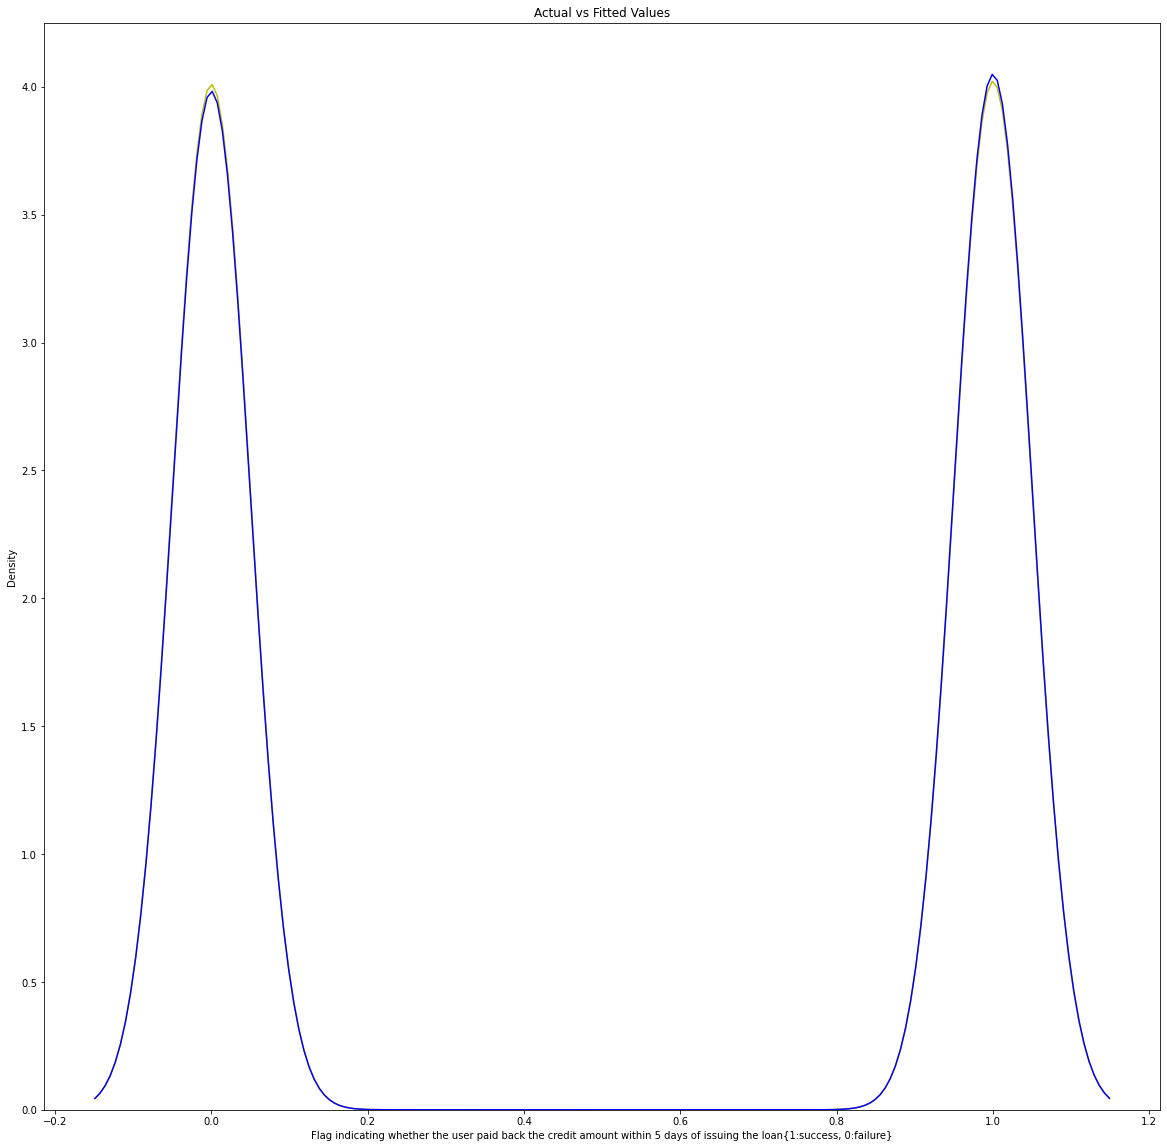 Actual vs Fitted Values
4.0
3.5
3.0
2.5
2.0
1.5
1.0
0.5
0.0
Density
−0.2 0.0 0.2 0.4 0.6 0.8 1.0 1.2
Flag indicating whether the user paid back the credit amount within 5 days of issuing the loan{1:success, 0:failure}